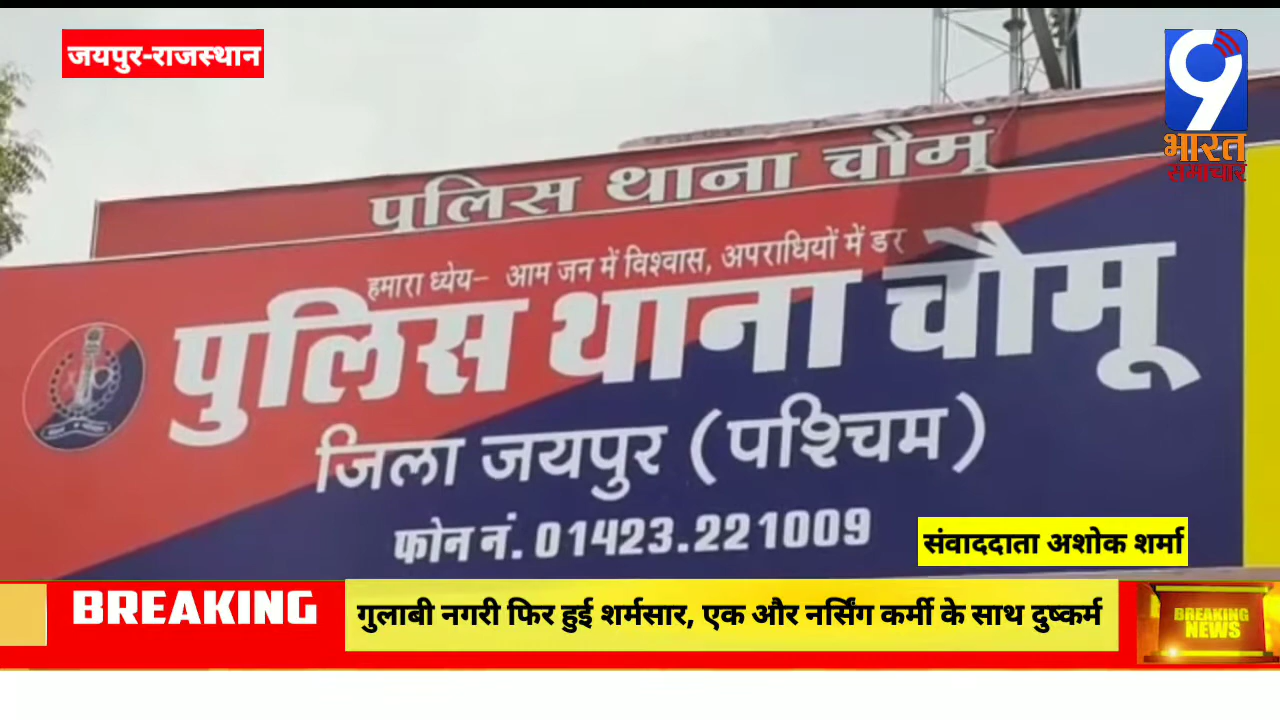 जयपुर-राजस्थान
9
भारत
समाचार
पुलिस थाना चौमूं
हमारा ध्येय- आम जन में विश्वास, अपराधियों में डर
पुलिस थाना चौमू
जिला जयपुर (पश्चिम)
फोन नं. 01423.221009
संवाददाता अशोक शर्मा
BREAKING
गुलाबी नगरी फिर हुई शर्मसार, एक और नर्सिंग कर्मी के साथ दुष्कर्म
BREAKING
NEWS